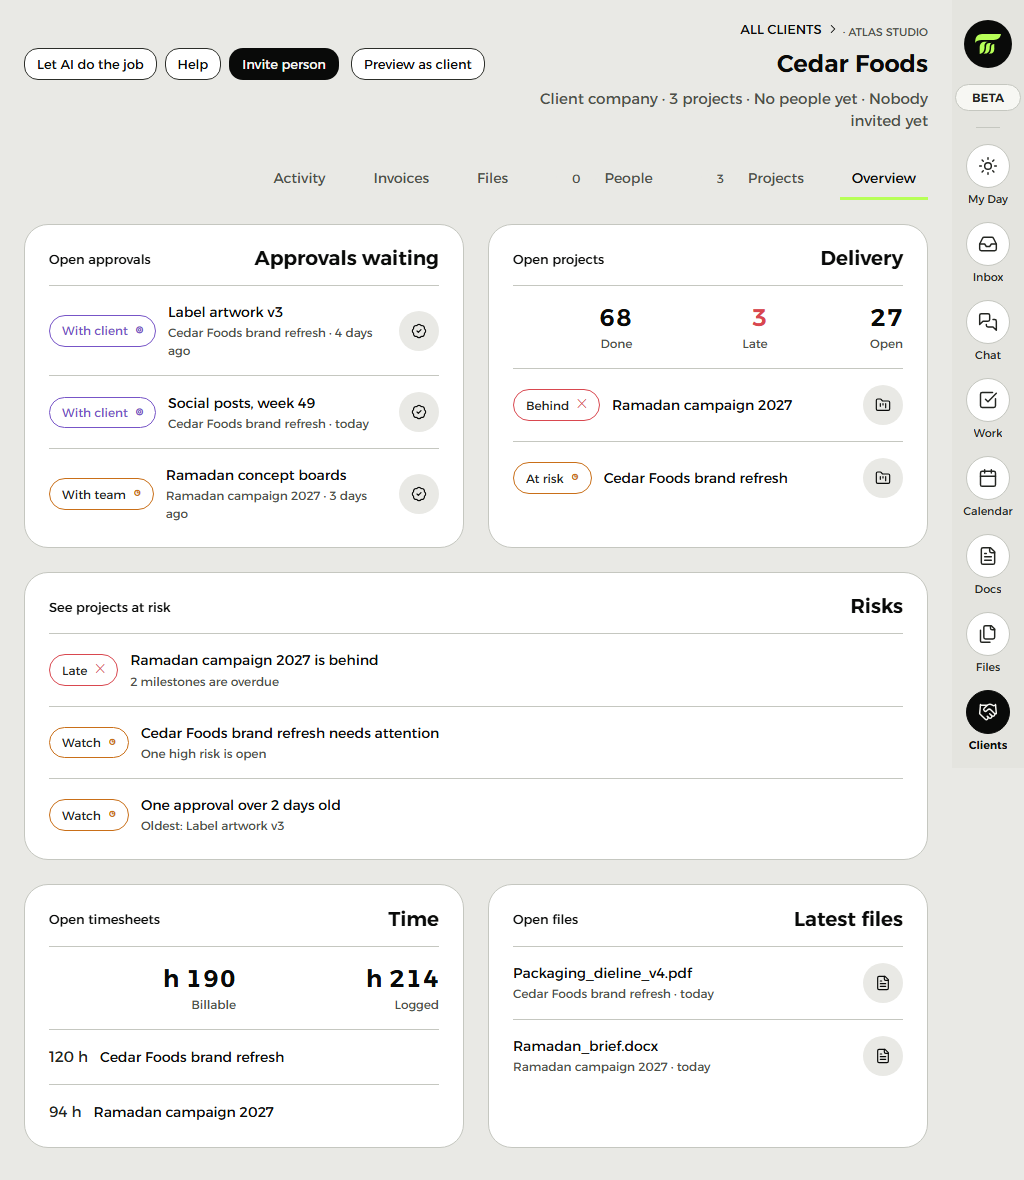 ALL CLIENTS > · ATLAS STUDIO
Cedar Foods
Client company · 3 projects · No people yet · Nobody
invited yet
Let AI do the job
Help
Invite person
Preview as client
Activity
Invoices
Files
0 People
3 Projects
Overview
Open approvals
Approvals waiting
With client
Label artwork v3
Cedar Foods brand refresh · 4 days
ago
With client
Social posts, week 49
Cedar Foods brand refresh · today
With team
Ramadan concept boards
Ramadan campaign 2027 · 3 days
ago
Open projects
Delivery
68
Done
3
Late
27
Open
Behind
Ramadan campaign 2027
At risk
Cedar Foods brand refresh
See projects at risk
Risks
Late
Ramadan campaign 2027 is behind
2 milestones are overdue
Watch
Cedar Foods brand refresh needs attention
One high risk is open
Watch
One approval over 2 days old
Oldest: Label artwork v3
Open timesheets
Time
h 190
Billable
h 214
Logged
120 h Cedar Foods brand refresh
94 h Ramadan campaign 2027
Open files
Latest files
Packaging_dieline_v4.pdf
Cedar Foods brand refresh · today
Ramadan_brief.docx
Ramadan campaign 2027 · today
BETA
My Day
Inbox
Chat
Work
Calendar
Docs
Files
Clients